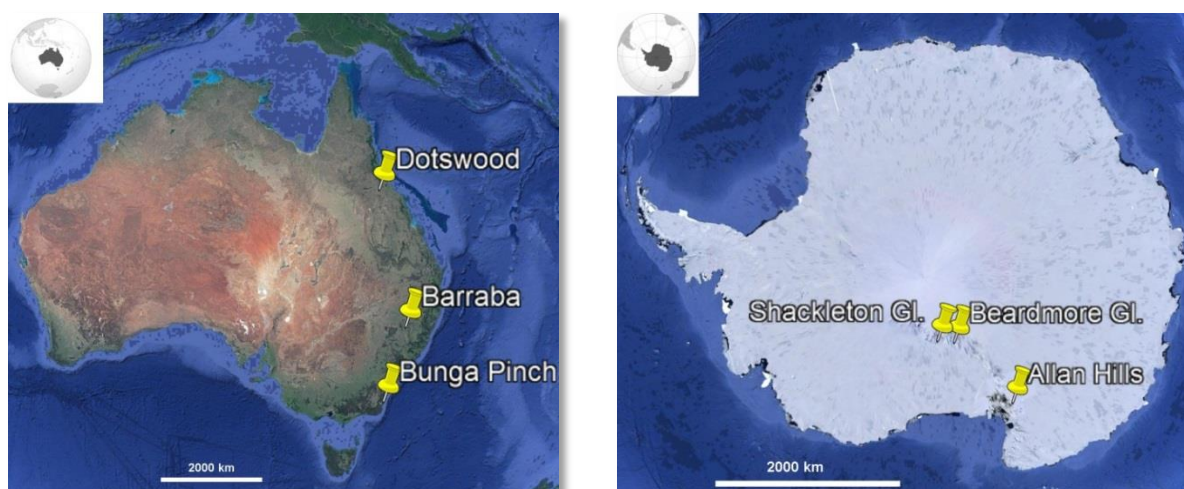 Dotswood
Barraba
Bunga Pinch
2000 km
Shackleton Gl. Beardmore Gl.
Allan Hills
2000 km